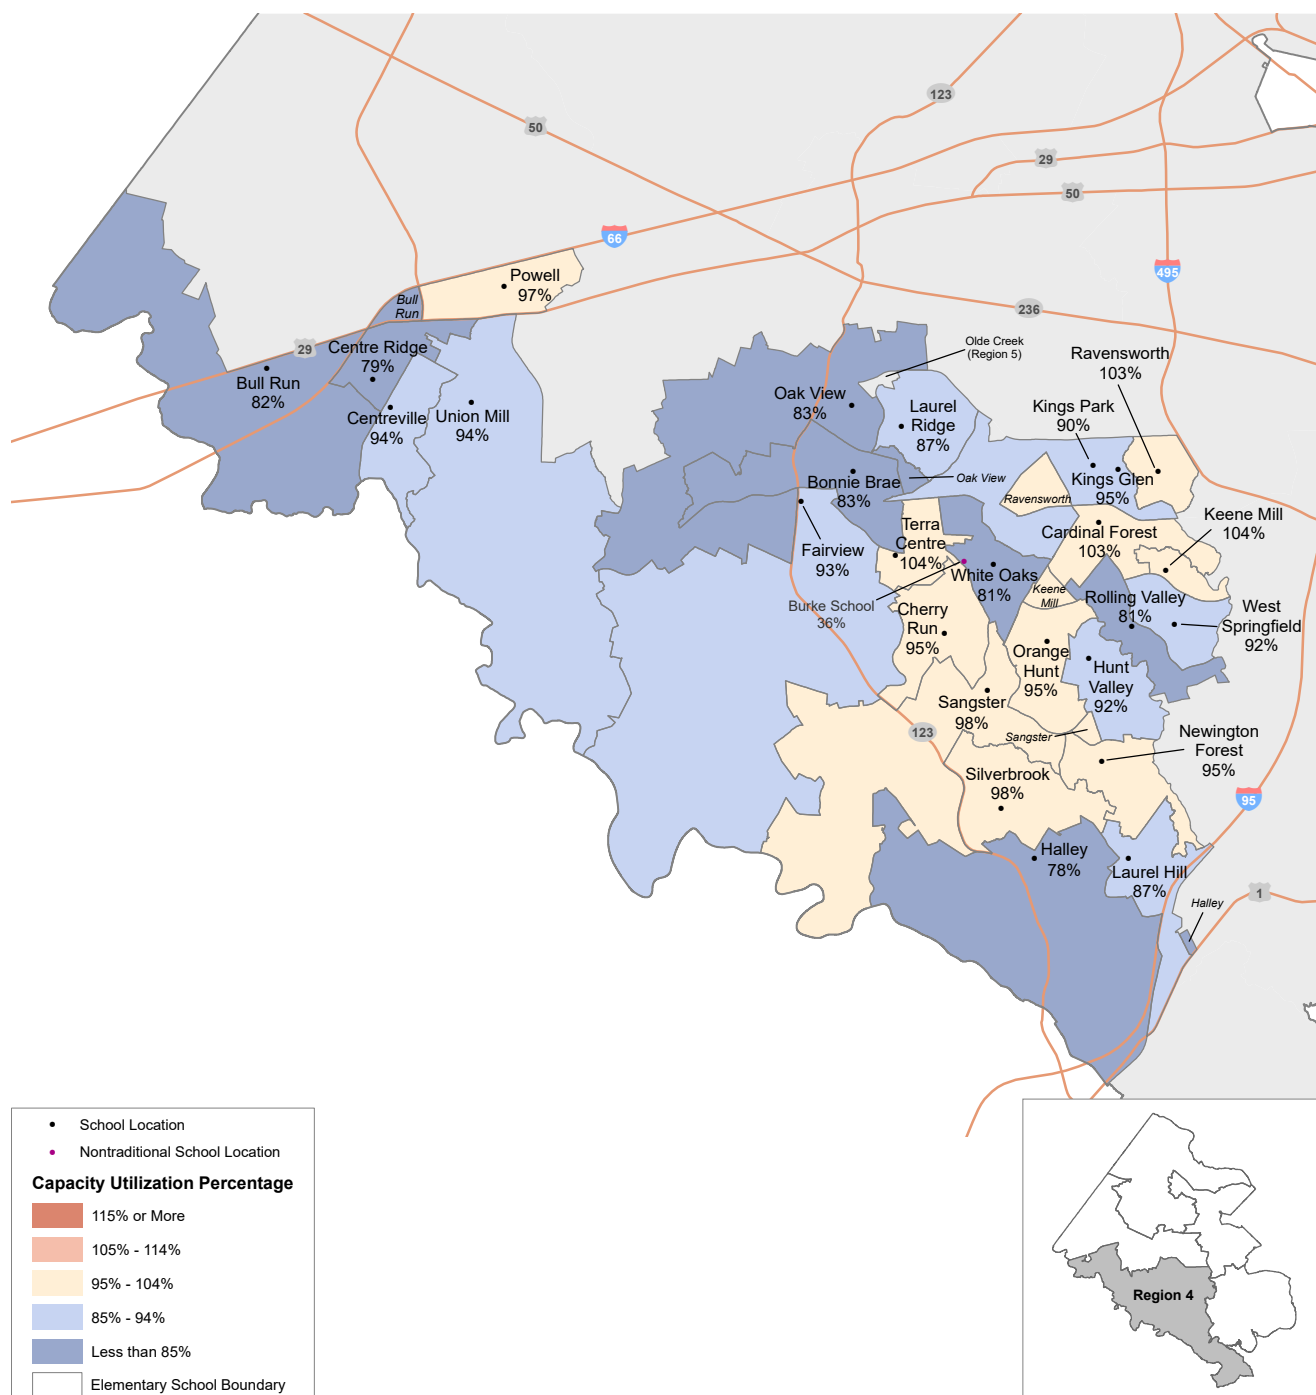 123
50
29
50
66
495
Powell
97%
236
Bull
Run
29
Centre Ridge
79%
Bull Run
82%
Centreville
94%
Union Mill
94%
Olde Creek
(Region 5)
Ravensworth
103%
Oak View
83%
Laurel
Ridge
87%
Kings Park
90%
Bonnie Brae
83%
Oak View
Kings Glen
95%
Ravensworth
Keene Mill
104%
Terra
Centre
104%
Cardinal Forest
103%
Fairview
93%
White Oaks
81%
Keene
Mill
Rolling Valley
81%
Burke School
36%
Cherry
Run
95%
West
Springfield
92%
Orange
Hunt
95%
Hunt
Valley
92%
Sangster
98%
123
Sangster
Newington
Forest
95%
Silverbrook
98%
95
Halley
78%
Laurel Hill
87%
1
Halley
School Location
Nontraditional School Location
Capacity Utilization Percentage
115% or More
105% - 114%
95% - 104%
85% - 94%
Less than 85%
Elementary School Boundary
Region 4